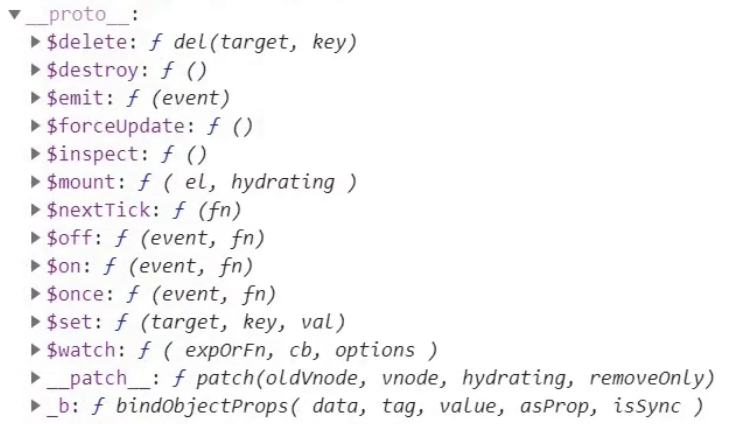 __proto__:
$delete: ƒ del(target, key)
$destroy: ƒ ()
$emit: ƒ (event)
$forceUpdate: ƒ ()
$inspect: ƒ ()
$mount: ƒ ( el, hydrating )
$nextTick: ƒ (fn)
$off: ƒ (event, fn)
$on: ƒ (event, fn)
$once: ƒ (event, fn)
$set: ƒ (target, key, val)
$watch: ƒ ( expOrFn, cb, options )
__patch__: ƒ patch(oldVnode, vnode, hydrating, removeOnly)
_b: ƒ bindObjectProps( data, tag, value, asProp, isSync )